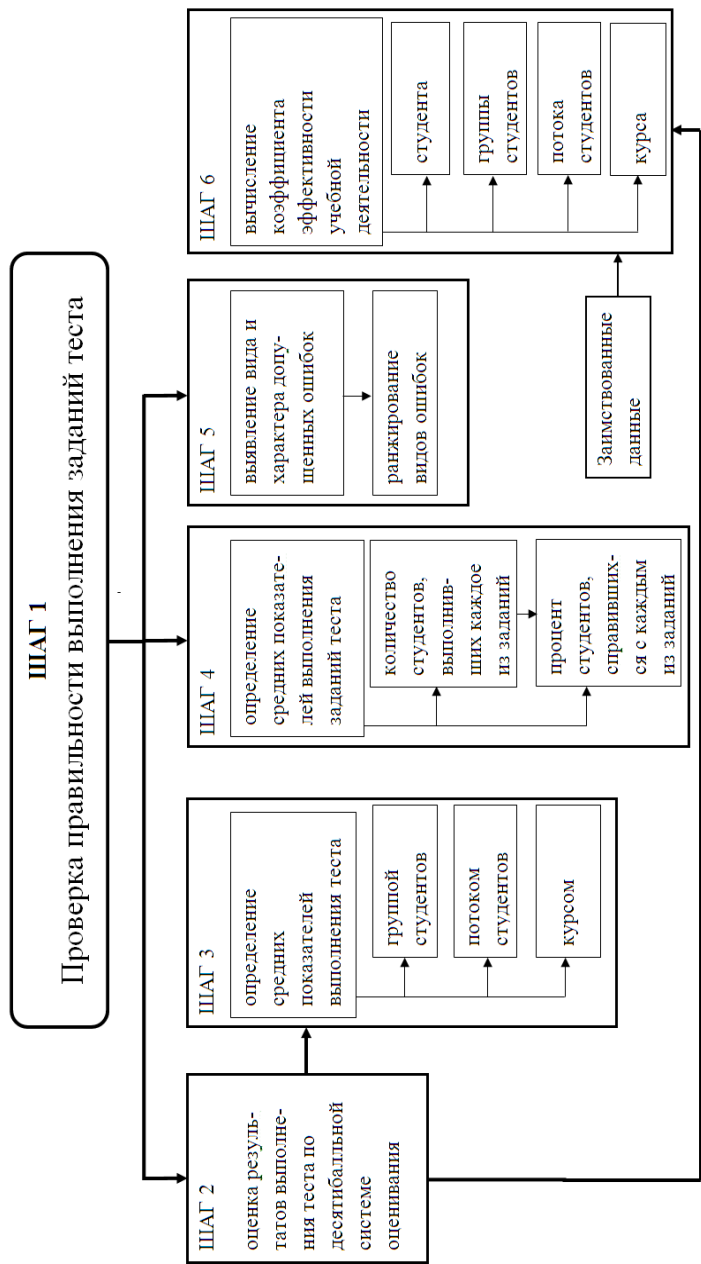 ШАГ 1
Проверка правильности выполнения заданий теста
ШАГ 2
оценка резуль-
татов выполне-
ния теста по
десятибалльной
системе
оценивания
ШАГ 3
определение
средних
показателей
выполнения теста
группой
студентов
потоком
студентов
курсом
ШАГ 4
определение
средних показате-
лей выполнения
заданий теста
количество
студентов,
выполнив-
ших каждое
из заданий
процент
студентов,
справивших-
ся с каждым
из заданий
ШАГ 5
выявление вида и
характера допу-
щенных ошибок
ранжирование
видов ошибок
ШАГ 6
вычисление
коэффициента
эффективности
учебной
деятельности
студента
группы
студентов
потока
студентов
курса
Заимствованные
данные